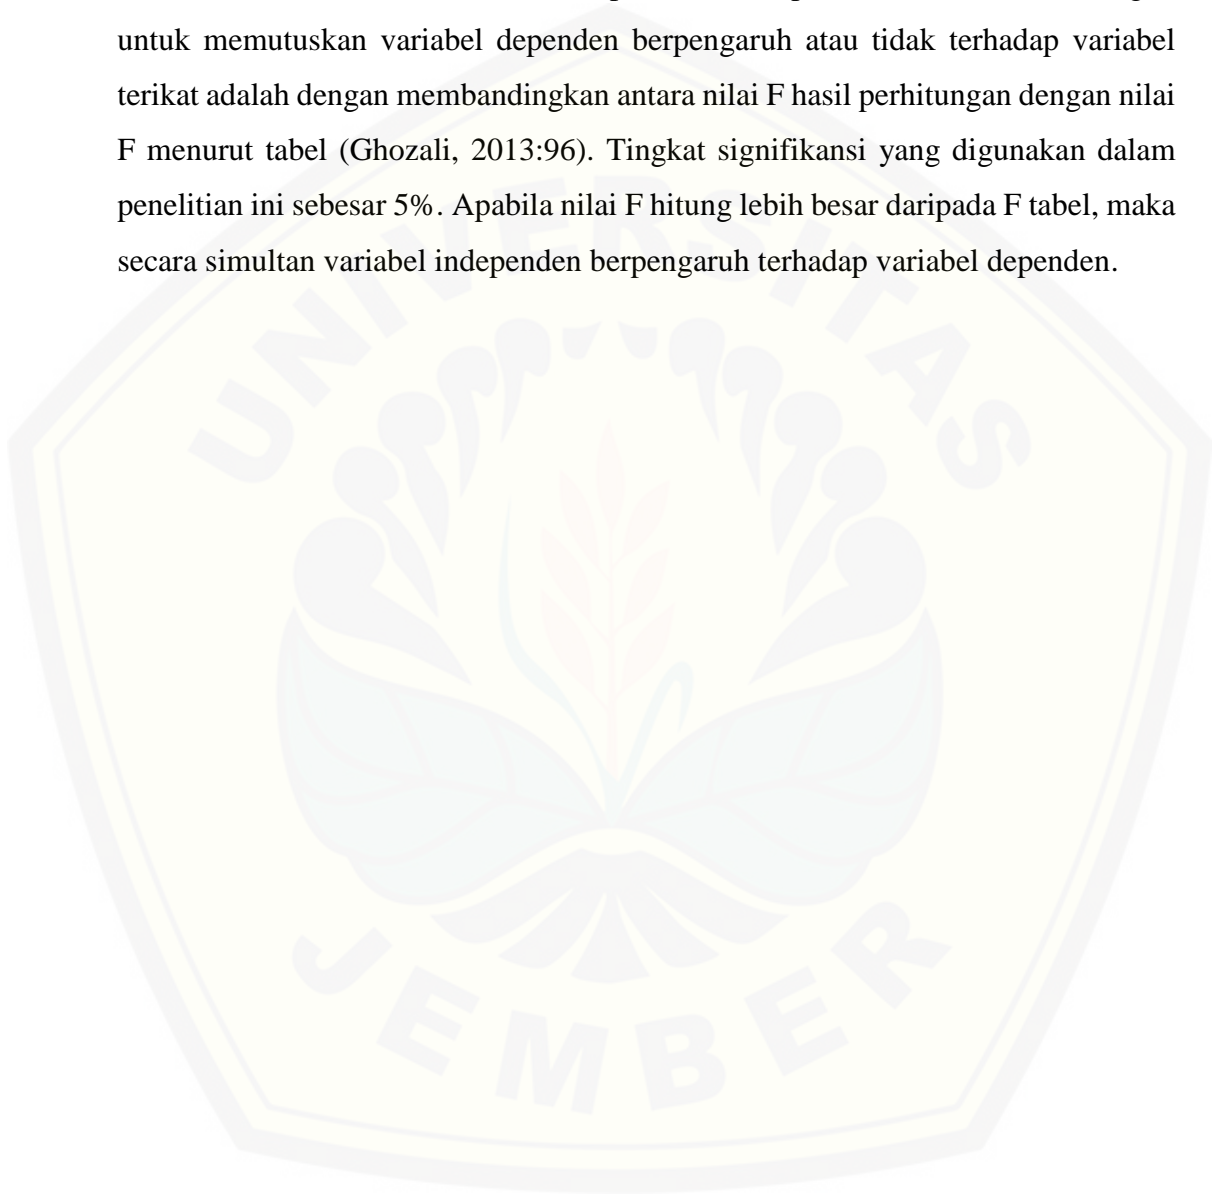 untuk memutuskan variabel dependen berpengaruh atau tidak terhadap variabel
terikat adalah dengan membandingkan antara nilai F hasil perhitungan dengan nilai
F menurut tabel (Ghozali, 2013:96). Tingkat signifikansi yang digunakan dalam
penelitian ini sebesar 5%. Apabila nilai F hitung lebih besar daripada F tabel, maka
secara simultan variabel independen berpengaruh terhadap variabel dependen.
UNIVERSITAS
JEMBER